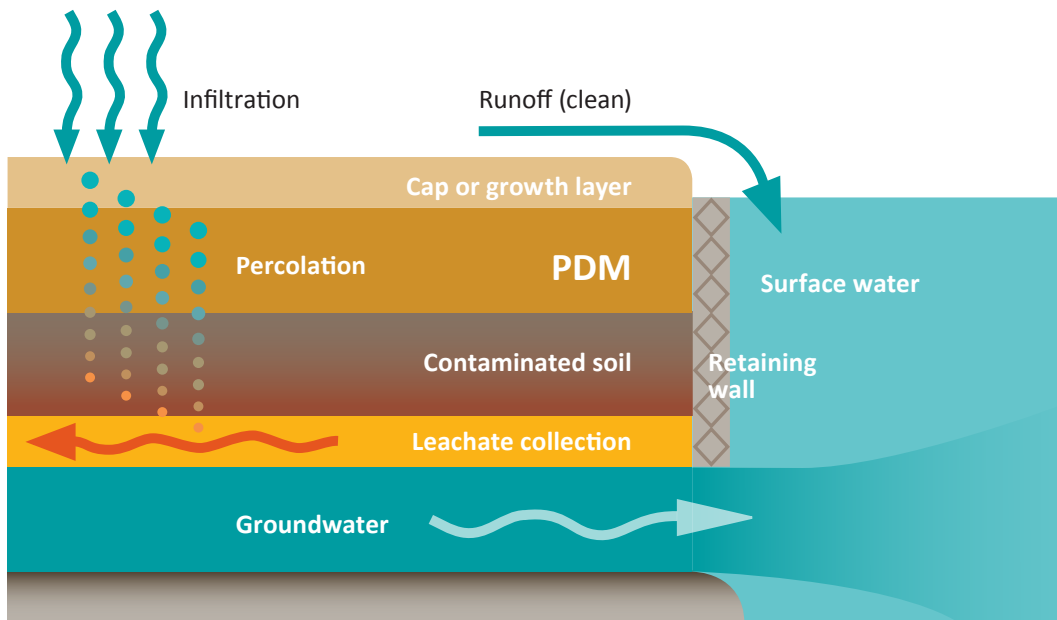 Infiltration
Runoff (clean)
Cap or growth layer
Percolation
PDM
Surface water
Contaminated soil
Retaining
wall
Leachate collection
Groundwater